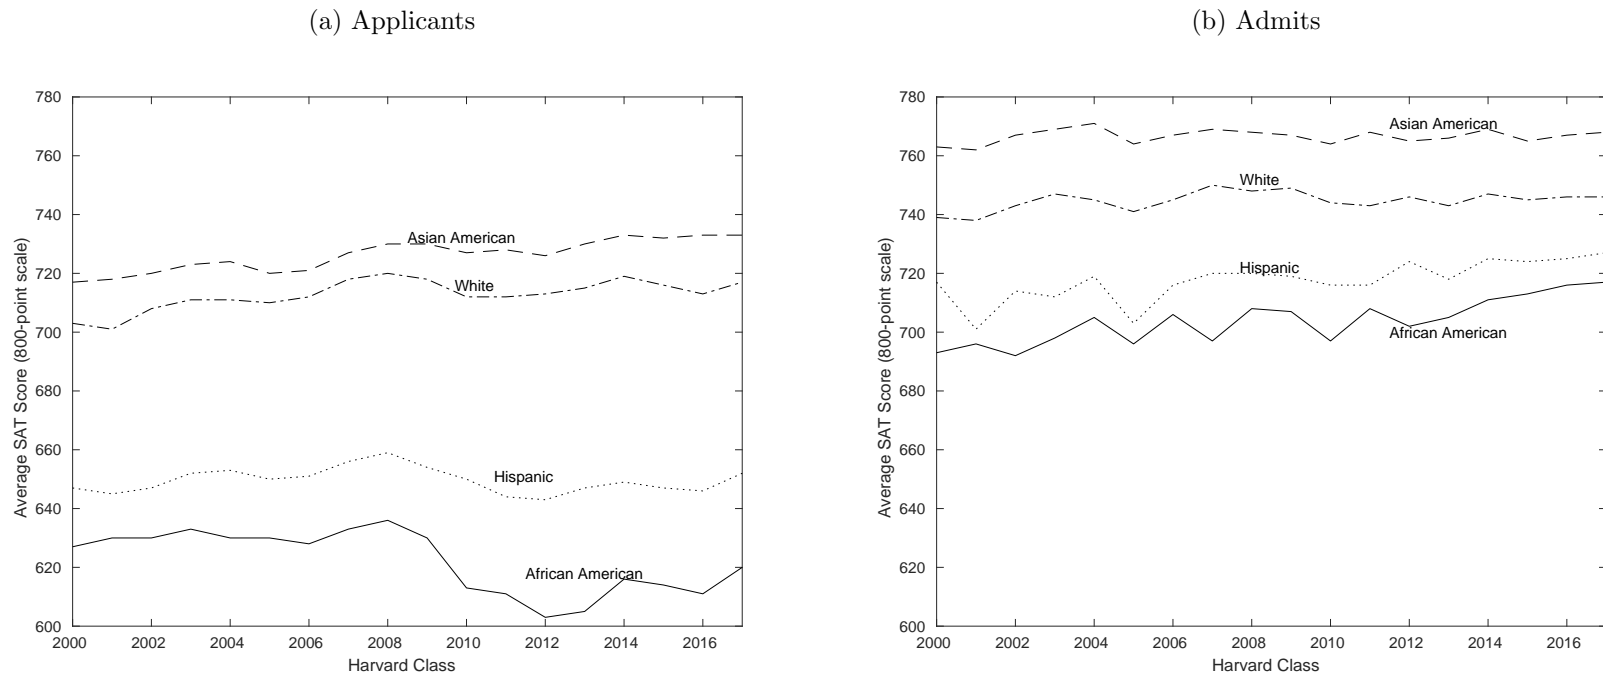 (a) Applicants
780
760
740
720
700
680
660
640
620
600
Average SAT Score (800-point scale)
Asian American
White
Hispanic
African American
2000 2002 2004 2006 2008 2010 2012 2014 2016
Harvard Class
(b) Admits
780
760
740
720
700
680
660
640
620
600
Average SAT Score (800-point scale)
Asian American
White
Hispanic
African American
2000 2002 2004 2006 2008 2010 2012 2014 2016
Harvard Class